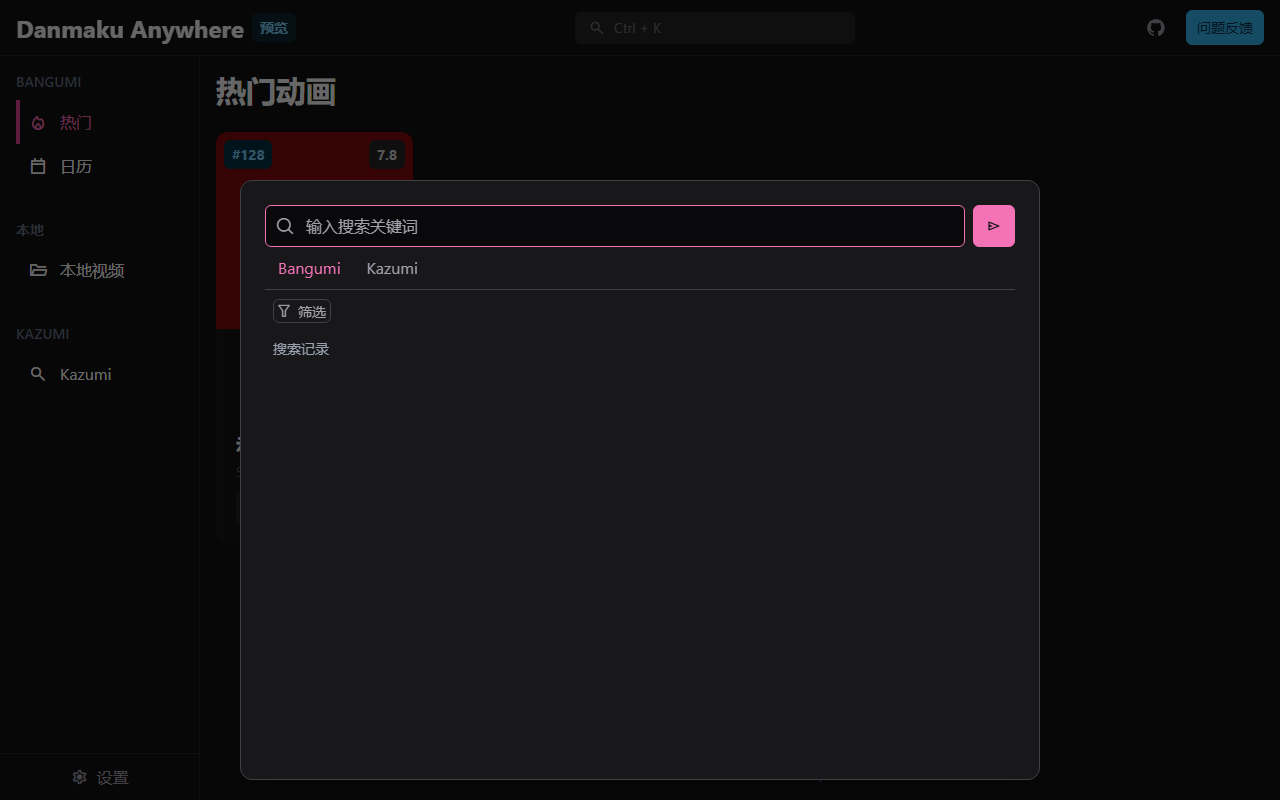 Danmaku Anywhere 预览
Ctrl + K
问题反馈
BANGUMI
热门
日历
本地
本地视频
KAZUMI
Kazumi
设置
热门动画
#128
7.8
输入搜索关键词
Bangumi Kazumi
筛选
搜索记录